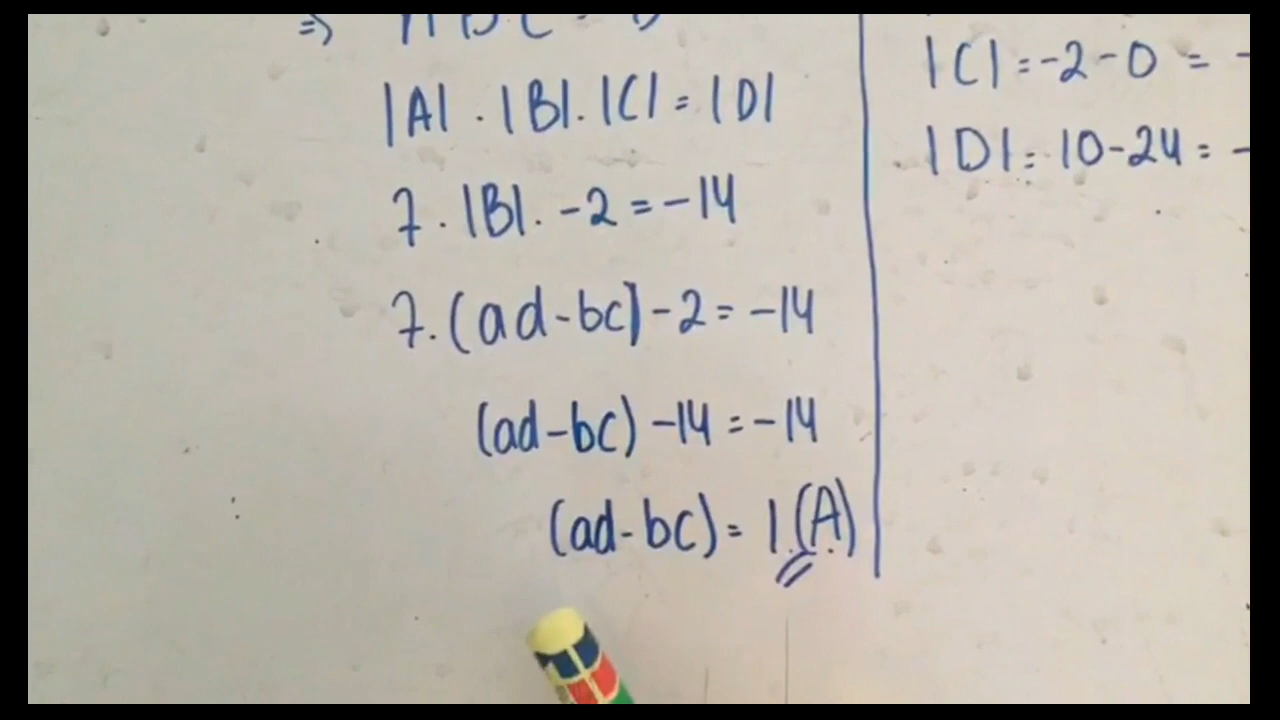 ⇒ ABC = D
|A| . |B|. |C| = |D|
7 . |B|. -2 = -14
7. (ad-bc) -2 = -14
(ad-bc) -14 = -14
(ad-bc) = 1 (A)
|C| = -2 - 0 = -
|D| = 10 - 24 = -